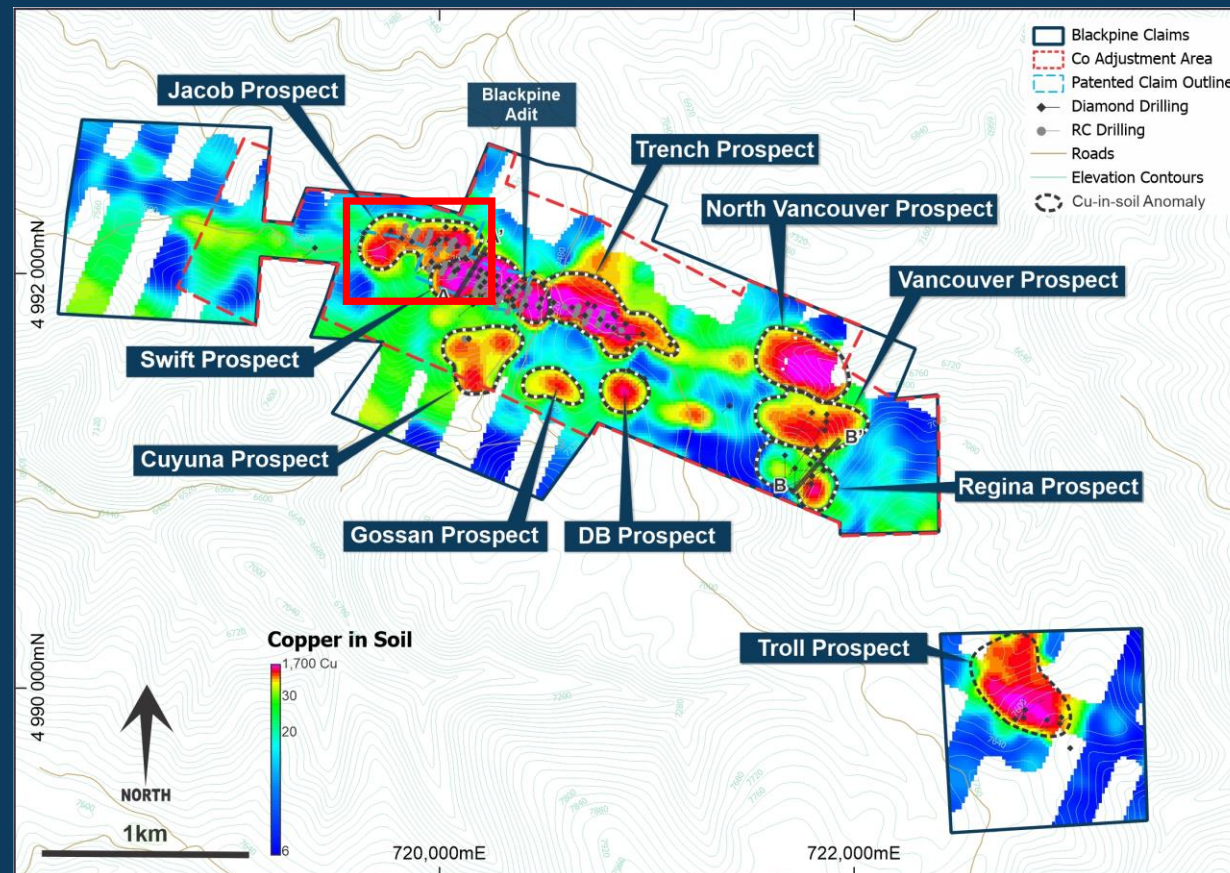 Blackpine Claims
Co Adjustment Area
Patented Claim Outline
Diamond Drilling
RC Drilling
Roads
Elevation Contours
Cu-in-soil Anomaly
Jacob Prospect
Blackpine
Adit
Trench Prospect
North Vancouver Prospect
Vancouver Prospect
A'
A
4 992 000mN
Swift Prospect
Cuyuna Prospect
Gossan Prospect
DB Prospect
B'
B
Regina Prospect
Copper in Soil
1,700 Cu
30
20
6
Troll Prospect
4 990 000mN
NORTH
1km
720,000mE
722,000mE